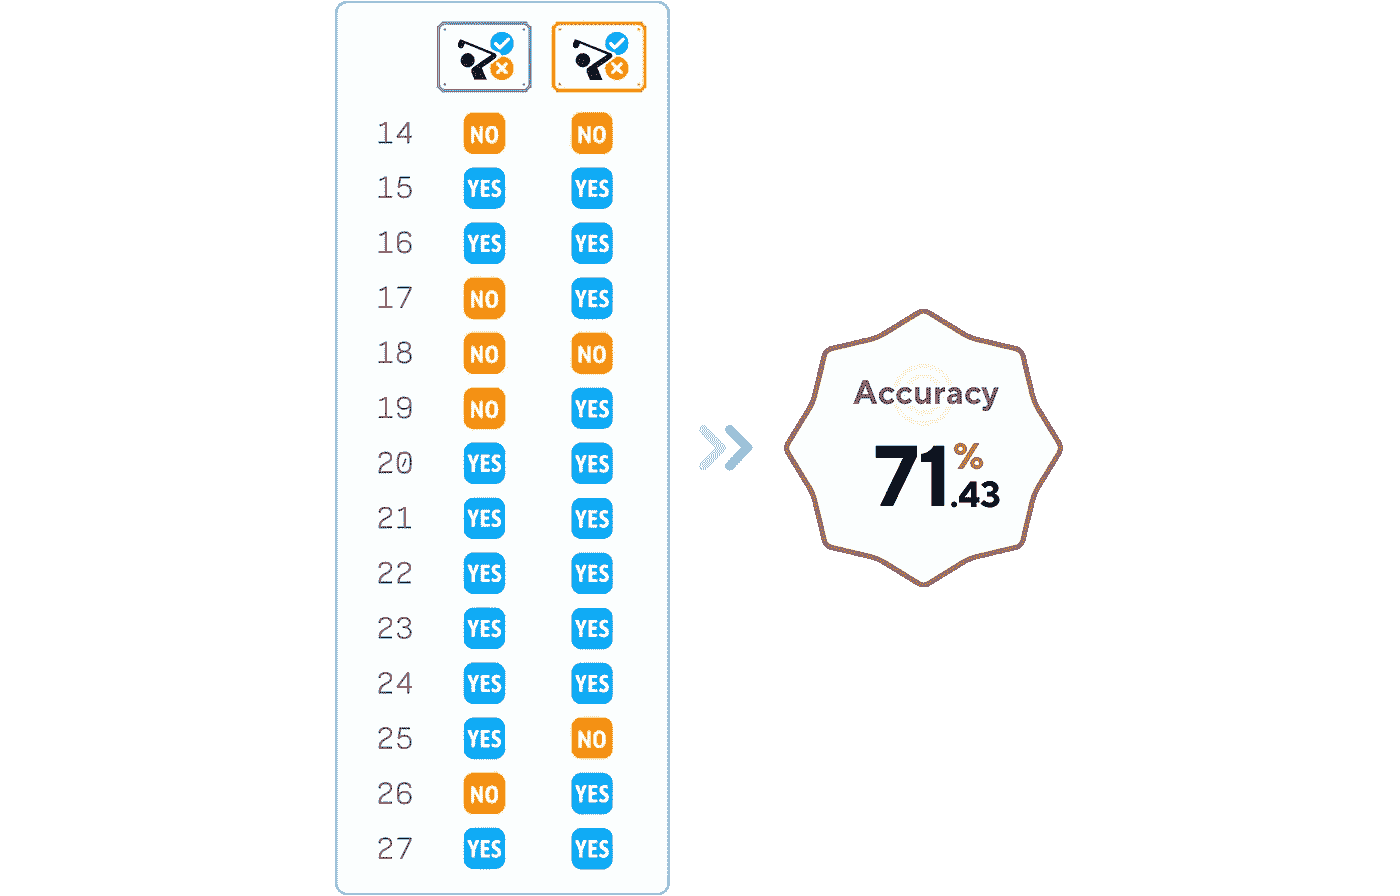 14 NO NO
15 YES YES
16 YES YES
17 NO YES
18 NO NO
19 NO YES
20 YES YES
21 YES YES
22 YES YES
23 YES YES
24 YES YES
25 YES NO
26 NO YES
27 YES YES
Accuracy
71.43%